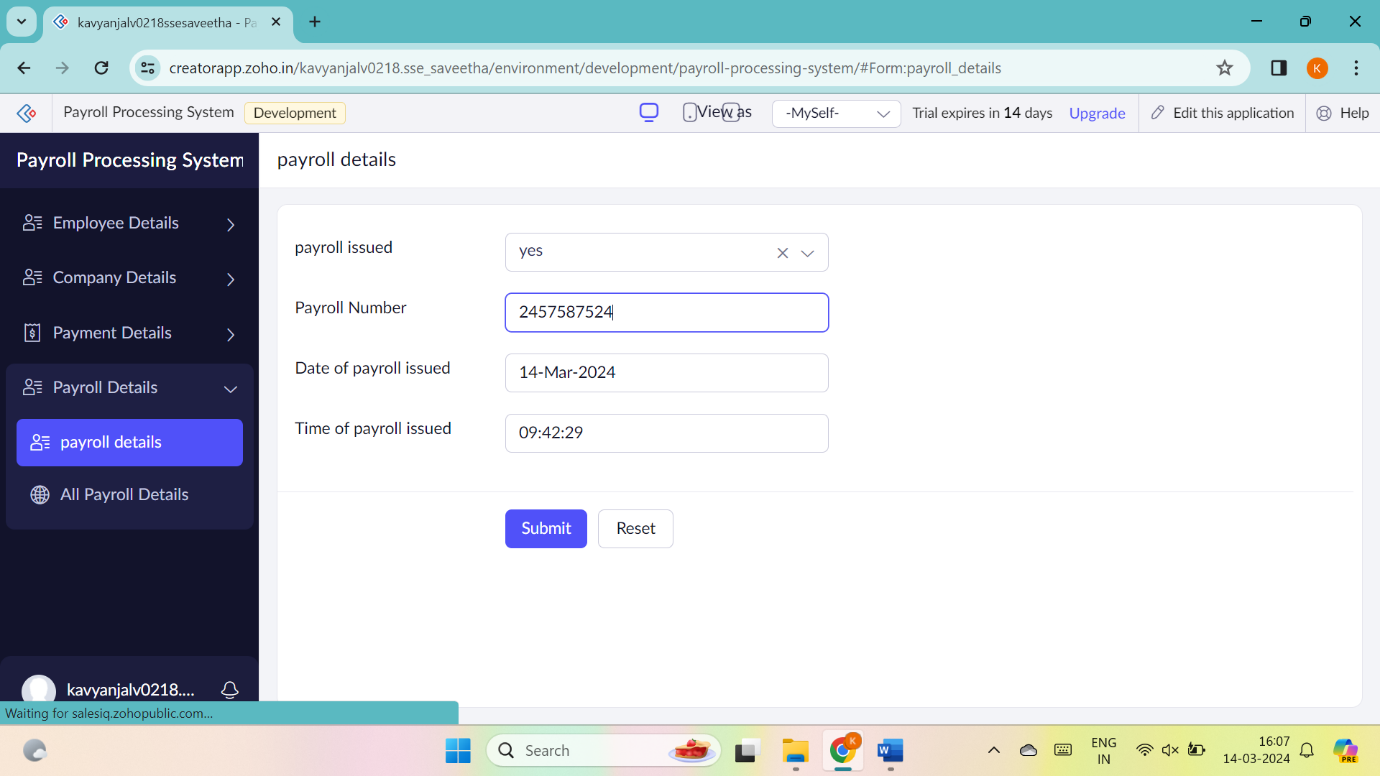 kavyanjalv0218ssesaveetha - Pa
creatorapp.zoho.in/kavyanjalv0218.sse_saveetha/environment/development/payroll-processing-system/#Form:payroll_details
K
Payroll Processing System
Development
View as
-MySelf-
Trial expires in 14 days
Upgrade
Edit this application
Help
Payroll Processing System
Employee Details
Company Details
Payment Details
Payroll Details
payroll details
All Payroll Details
kavyanjalv0218....
payroll details
payroll issued
yes
Payroll Number
2457587524
Date of payroll issued
14-Mar-2024
Time of payroll issued
09:42:29
Submit
Reset
Waiting for salesiq.zohopublic.com...
Search
K
W
ENG
IN
16:07
14-03-2024
PRE